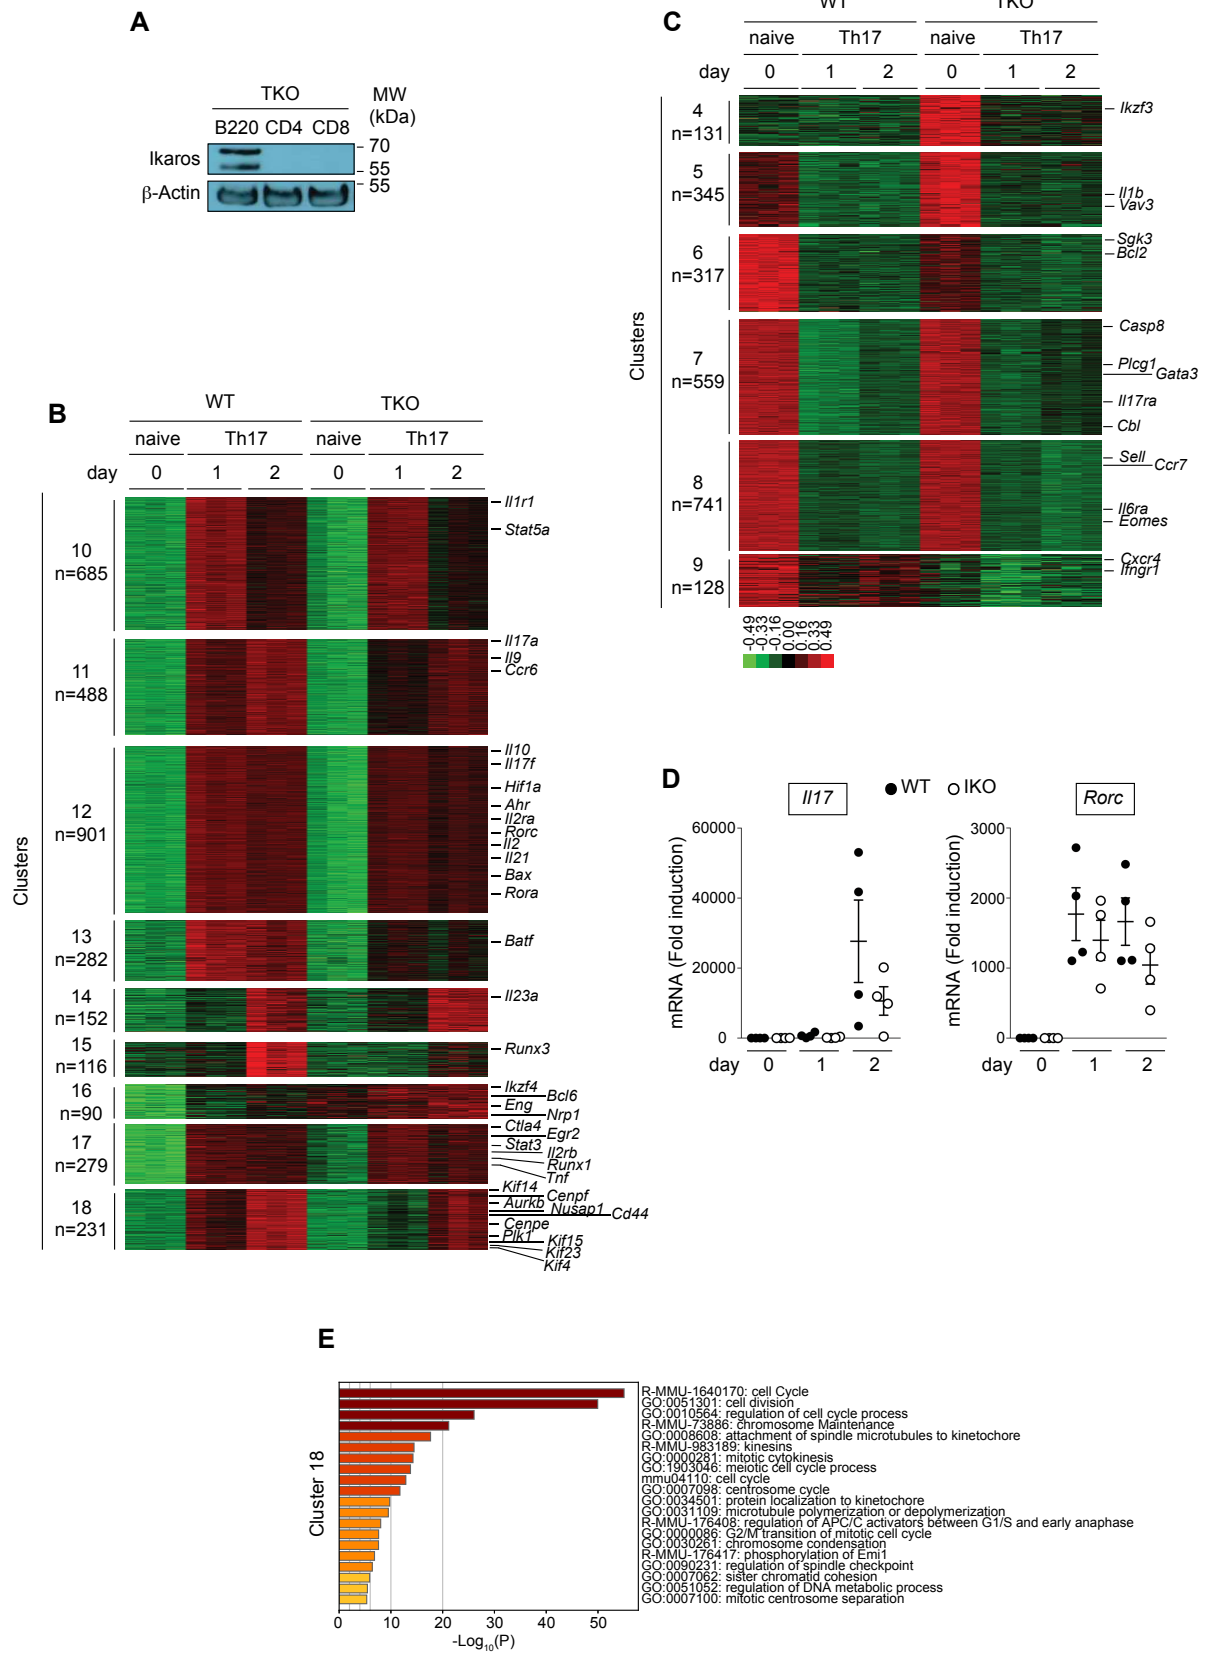 A
TKO
MW
(kDa)
B220 CD4 CD8
Ikaros
70
55
β-Actin
55
B
WT
TKO
naive
Th17
naive
Th17
day
0
1
2
0
1
2
Clusters
10
n=685
Il1r1
Stat5a
11
n=488
Il17a
Il9
Ccr6
12
n=901
Il10
Il17f
Hif1a
Ahr
Il2ra
Rorc
Il2
Il21
Bax
Rora
13
n=282
Batf
14
n=152
Il23a
15
n=116
Runx3
16
n=90
Ikzf4
Bcl6
Eng
Nrp1
17
n=279
Ctla4
Egr2
Stat3
Il2rb
Runx1
Tnf
18
n=231
Kif14
Cenpf
Aurkb
Nusap1
Cd44
Cenpe
Plk1
Kif15
Kif23
Kif4
C
WT
TKO
naive
Th17
naive
Th17
day
0
1
2
0
1
2
Clusters
4
n=131
Ikzf3
5
n=345
Il1b
Vav3
6
n=317
Sgk3
Bcl2
7
n=559
Casp8
Plcg1
Gata3
Il17ra
Cbl
8
n=741
Sell
Ccr7
Il6ra
Eomes
9
n=128
Cxcr4
Ifngr1
-0.49
-0.33
-0.16
0.00
0.16
0.33
0.49
D
Il17
WT
IKO
Rorc
mRNA (Fold induction)
60000
40000
20000
0
day
0
1
2
mRNA (Fold induction)
3000
2000
1000
0
day
0
1
2
E
Cluster 18
R-MMU-1640170: cell Cycle
GO:0051301: cell division
GO:0010564: regulation of cell cycle process
R-MMU-73886: chromosome Maintenance
GO:0008608: attachment of spindle microtubules to kinetochore
R-MMU-983189: kinesins
GO:0000281: mitotic cytokinesis
GO:1903046: meiotic cell cycle process
mmu04110: cell cycle
GO:0007098: centrosome cycle
GO:0034501: protein localization to kinetochore
GO:0031109: microtubule polymerization or depolymerization
R-MMU-176408: regulation of APC/C activators between G1/S and early anaphase
GO:0000086: G2/M transition of mitotic cell cycle
GO:0030261: chromosome condensation
R-MMU-176417: phosphorylation of Emi1
GO:0090231: regulation of spindle checkpoint
GO:0007062: sister chromatid cohesion
GO:0051052: regulation of DNA metabolic process
GO:0007100: mitotic centrosome separation
0
10
20
30
40
50
-Log10(P)